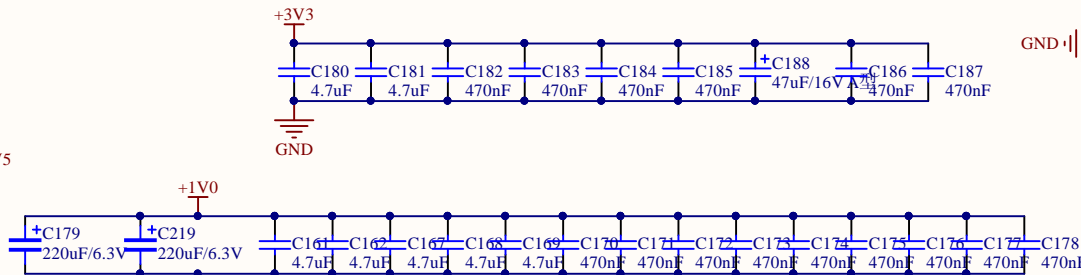 +3V3
GND
C180
C181
C182
C183
C184
C185
C188
C186
C187
4.7uF
4.7uF
470nF
470nF
470nF
470nF
47uF/16V A型
470nF
470nF
GND
V5
+1V0
C179
C219
C161
C162
C167
C168
C169
C170
C171
C172
C173
C174
C175
C176
C177
C178
220uF/6.3V
220uF/6.3V
4.7uF
4.7uF
4.7uF
4.7uF
4.7uF
470nF
470nF
470nF
470nF
470nF
470nF
470nF
470nF
470nF